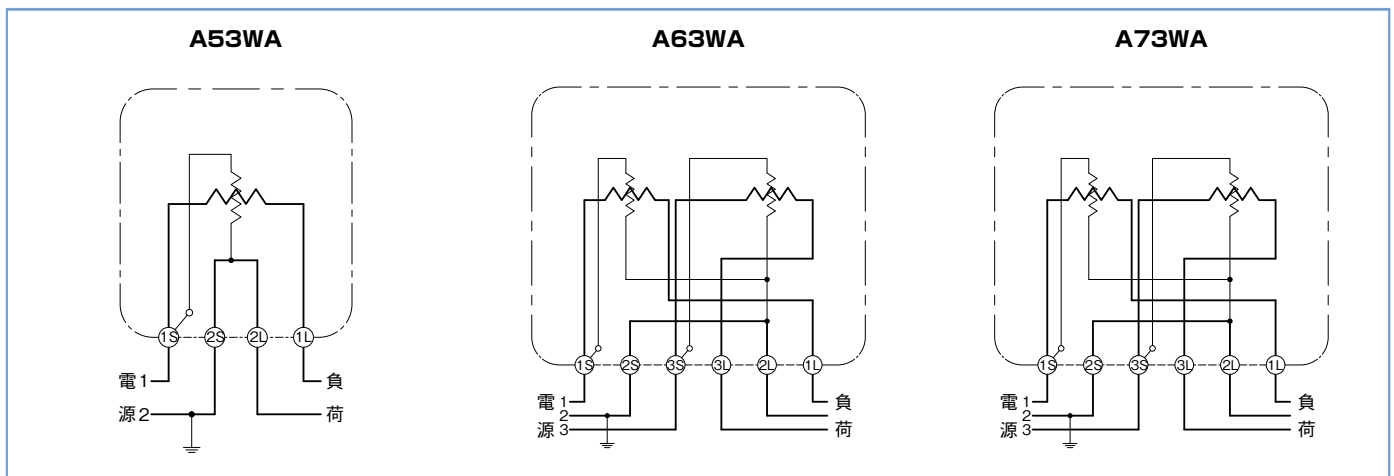 A53WA
1S 2S 2L 1L
電 1 負
源 2 荷
A63WA
1S 2S 3S 3L 2L 1L
電 1 負
2
源 3 荷
A73WA
1S 2S 3S 3L 2L 1L
電 1 負
2
源 3 荷